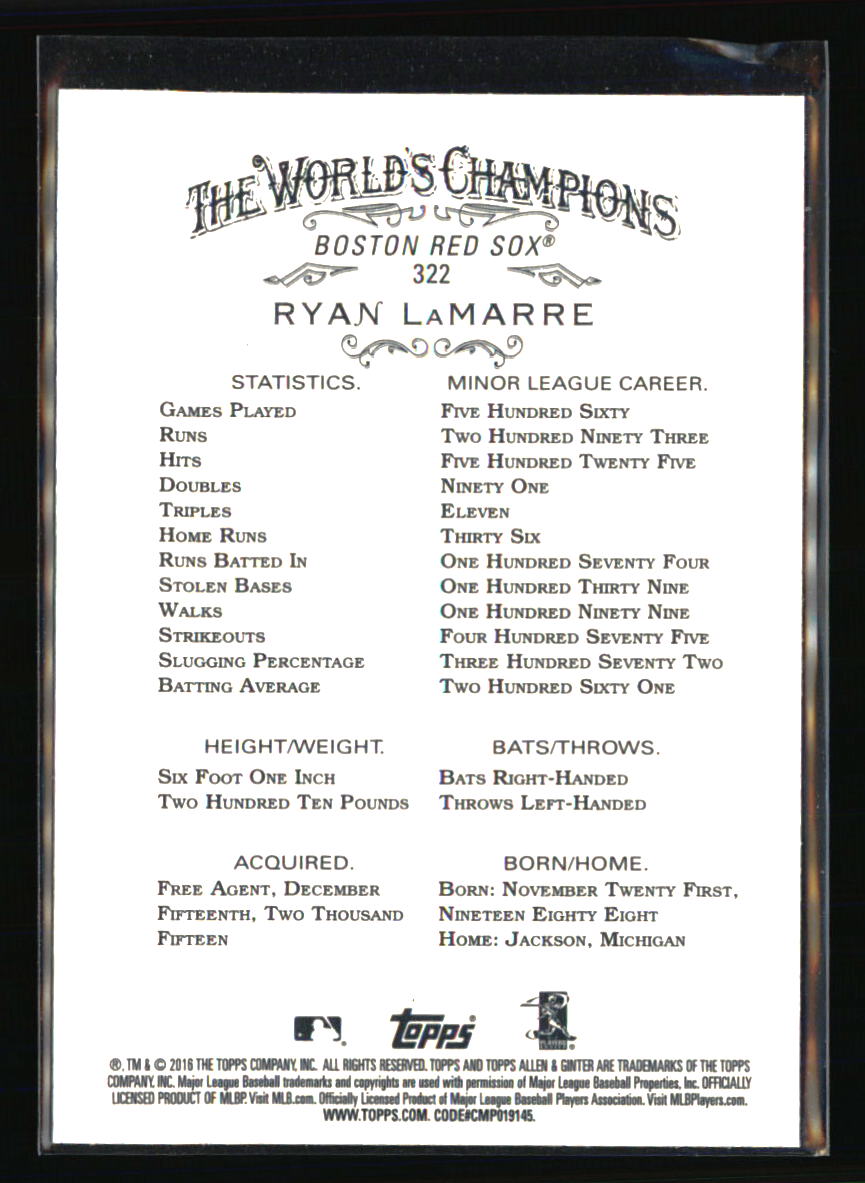 THE WORLD'S CHAMPIONS
BOSTON RED SOX®
322
RYAN LaMARRE
STATISTICS. MINOR LEAGUE CAREER.
GAMES PLAYED FIVE HUNDRED SIXTY
RUNS TWO HUNDRED NINETY THREE
HITS FIVE HUNDRED TWENTY FIVE
DOUBLES NINETY ONE
TRIPLES ELEVEN
HOME RUNS THIRTY SIX
RUNS BATTED IN ONE HUNDRED SEVENTY FOUR
STOLEN BASES ONE HUNDRED THIRTY NINE
WALKS ONE HUNDRED NINETY NINE
STRIKEOUTS FOUR HUNDRED SEVENTY FIVE
SLUGGING PERCENTAGE THREE HUNDRED SEVENTY TWO
BATTING AVERAGE TWO HUNDRED SIXTY ONE
HEIGHT/WEIGHT.
SIX FOOT ONE INCH
TWO HUNDRED TEN POUNDS
BATS/THROWS.
BATS RIGHT-HANDED
THROWS LEFT-HANDED
ACQUIRED.
FREE AGENT, DECEMBER
FIFTEENTH, TWO THOUSAND
FIFTEEN
BORN/HOME.
BORN: NOVEMBER TWENTY FIRST,
NINETEEN EIGHTY EIGHT
HOME: JACKSON, MICHIGAN
topps®
®, TM & © 2016 THE TOPPS COMPANY, INC. ALL RIGHTS RESERVED. TOPPS AND TOPPS ALLEN & GINTER ARE TRADEMARKS OF THE TOPPS
COMPANY, INC. Major League Baseball trademarks and copyrights are used with permission of Major League Baseball Properties, Inc. OFFICIALLY
LICENSED PRODUCT OF MLBP. Visit MLB.com. Officially Licensed Product of Major League Baseball Players Association. Visit MLBPlayers.com.
WWW.TOPPS.COM. CODE#CMP019145.